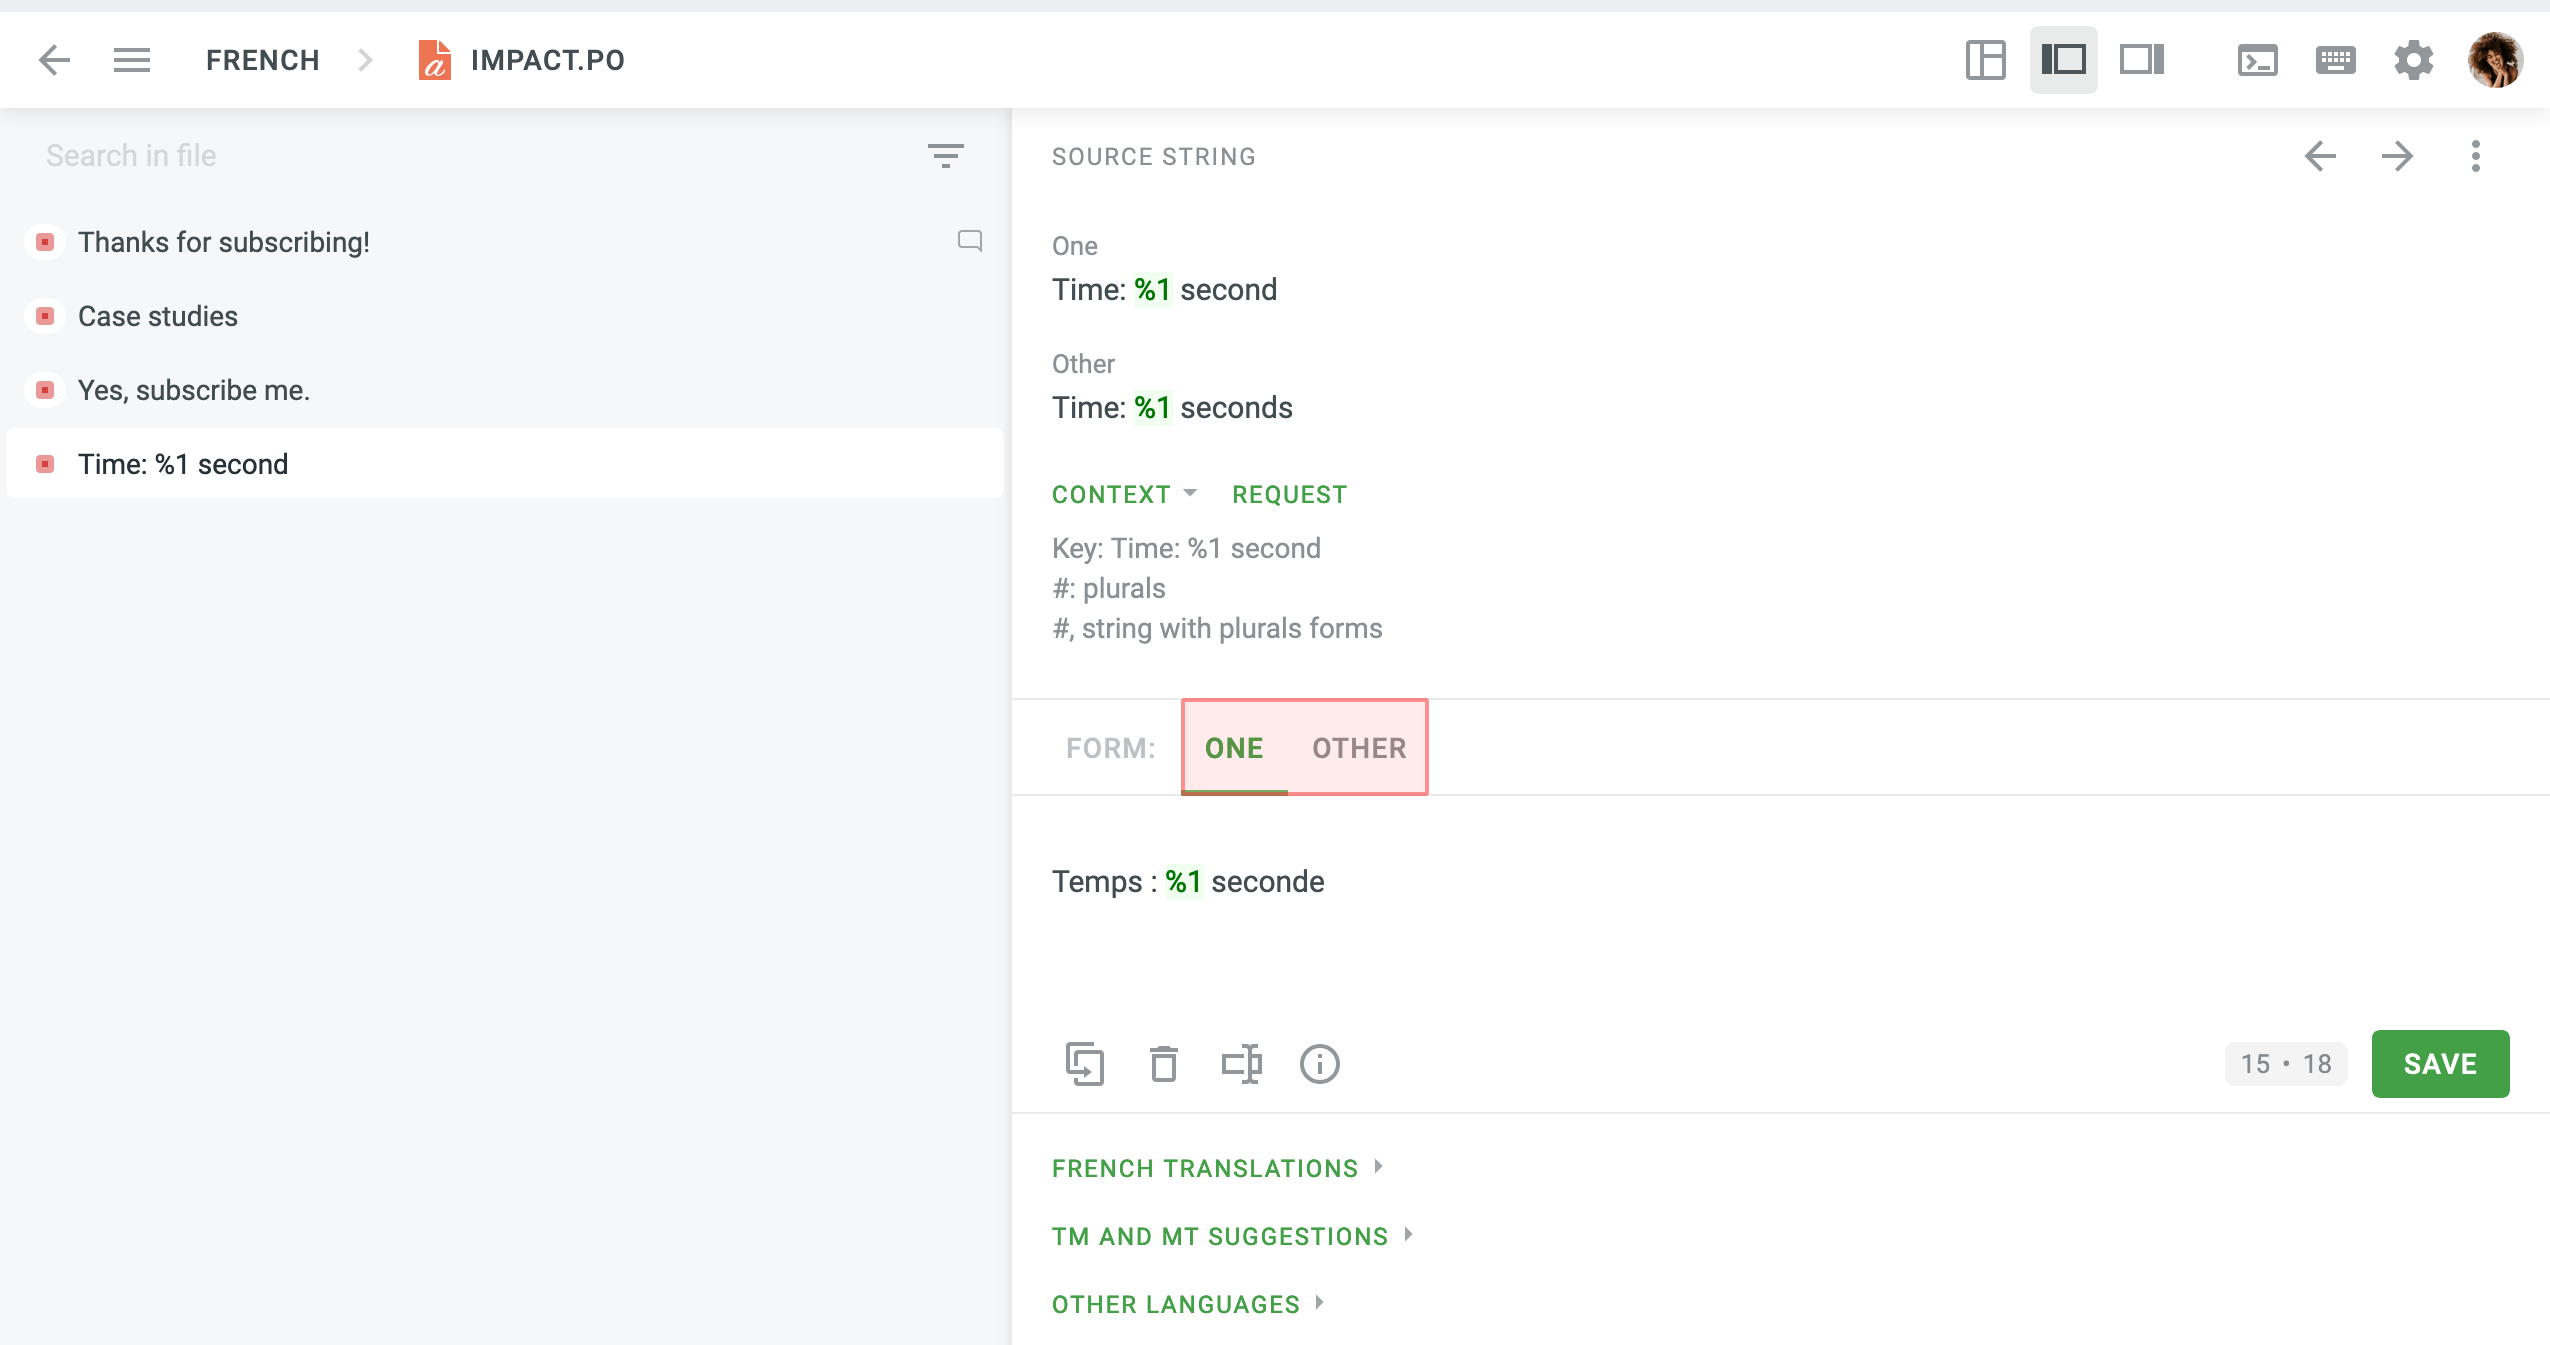 FRENCH
IMPACT.PO
Search in file
Thanks for subscribing!
Case studies
Yes, subscribe me.
Time: %1 second
SOURCE STRING
One
Time: %1 second
Other
Time: %1 seconds
CONTEXT REQUEST
Key: Time: %1 second
#: plurals
#, string with plurals forms
FORM: ONE OTHER
Temps : %1 seconde
15 • 18 SAVE
FRENCH TRANSLATIONS
TM AND MT SUGGESTIONS
OTHER LANGUAGES